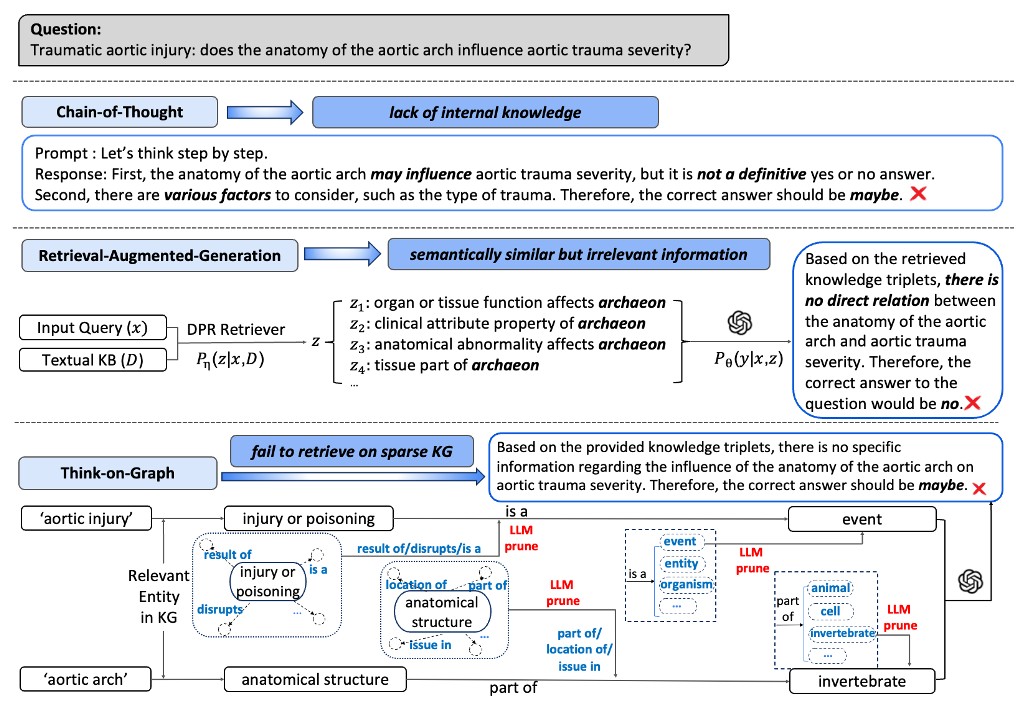 Question:
Traumatic aortic injury: does the anatomy of the aortic arch influence aortic trauma severity?
Chain-of-Thought
lack of internal knowledge
Prompt : Let's think step by step.
Response: First, the anatomy of the aortic arch may influence aortic trauma severity, but it is not a definitive yes or no answer.
Second, there are various factors to consider, such as the type of trauma. Therefore, the correct answer should be maybe. ❌
Retrieval-Augmented-Generation
semantically similar but irrelevant information
Input Query (x)
Textual KB (D)
DPR Retriever
Pη(z|x,D)
z
z₁: organ or tissue function affects archaeon
z₂: clinical attribute property of archaeon
z₃: anatomical abnormality affects archaeon
z₄: tissue part of archaeon
...
Pθ(y|x,z)
Based on the retrieved
knowledge triplets, there is
no direct relation between
the anatomy of the aortic
arch and aortic trauma
severity. Therefore, the
correct answer to the
question would be no.❌
Think-on-Graph
fail to retrieve on sparse KG
Based on the provided knowledge triplets, there is no specific
information regarding the influence of the anatomy of the aortic arch on
aortic trauma severity. Therefore, the correct answer should be maybe. ❌
'aortic injury'
injury or poisoning
is a
event
Relevant
Entity
in KG
result of
is a
injury or
poisoning
disrupts
...
result of/disrupts/is a
LLM
prune
location of
part of
anatomical
structure
issue in
...
LLM
prune
part of/
location of/
issue in
is a
event
entity
organism
...
LLM
prune
part
of
animal
cell
invertebrate
...
LLM
prune
'aortic arch'
anatomical structure
part of
invertebrate